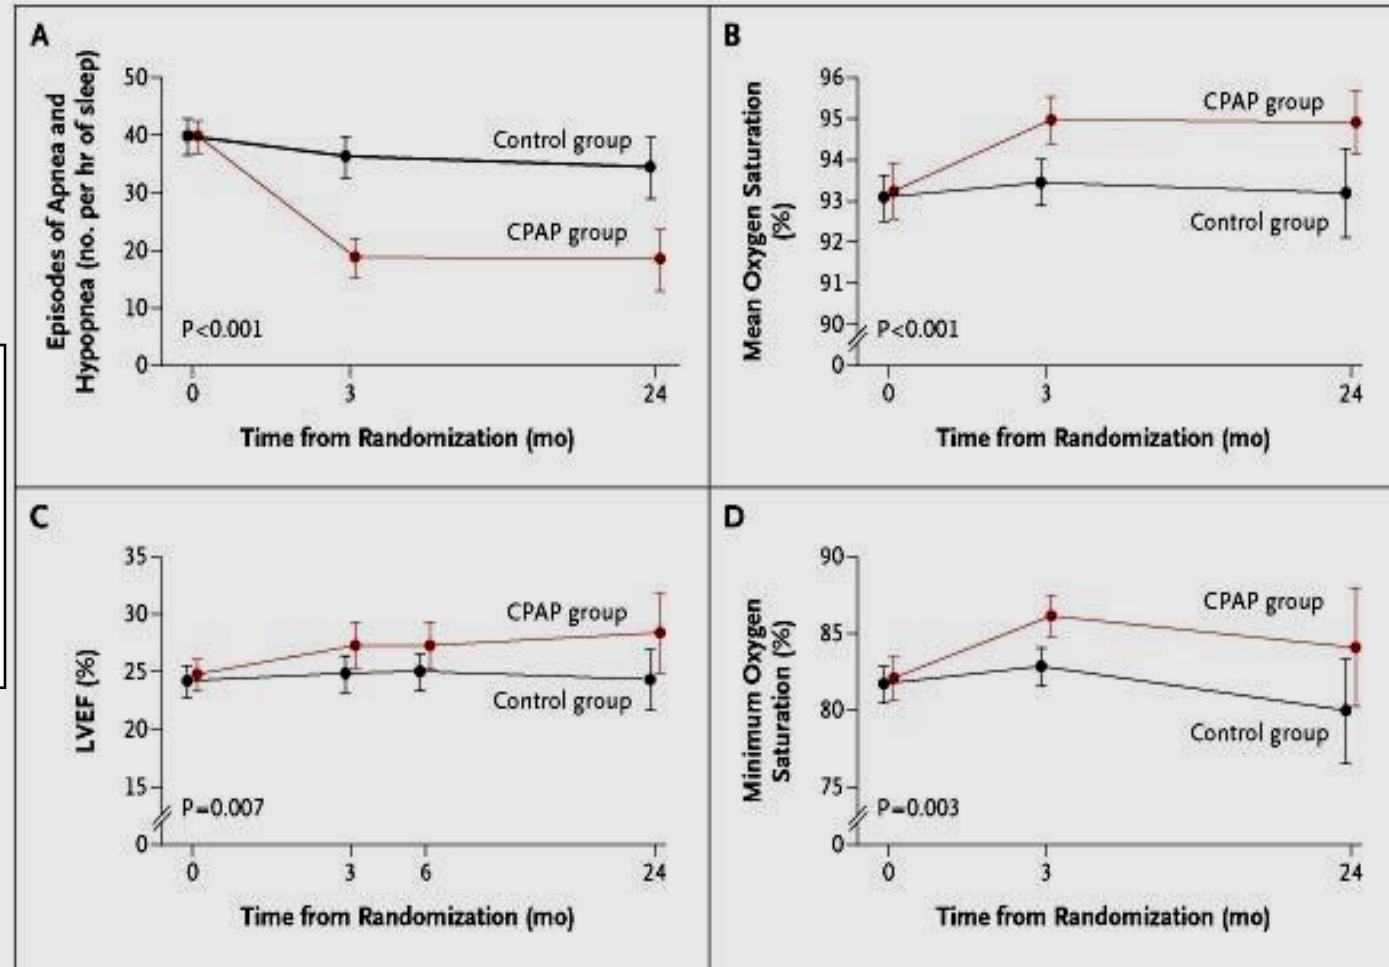 A
Episodes of Apnea and
Hypopnea (no. per hr of sleep)
50
40
30
20
10
0
Control group
CPAP group
P<0.001
0 3 24
Time from Randomization (mo)
B
Mean Oxygen Saturation
(%)
96
95
94
93
92
91
90
0
CPAP group
Control group
P<0.001
0 3 24
Time from Randomization (mo)
C
LVEF (%)
35
30
25
20
15
0
CPAP group
Control group
P=0.007
0 3 6 24
Time from Randomization (mo)
D
Minimum Oxygen
Saturation (%)
90
85
80
75
0
CPAP group
Control group
P=0.003
0 3 24
Time from Randomization (mo)